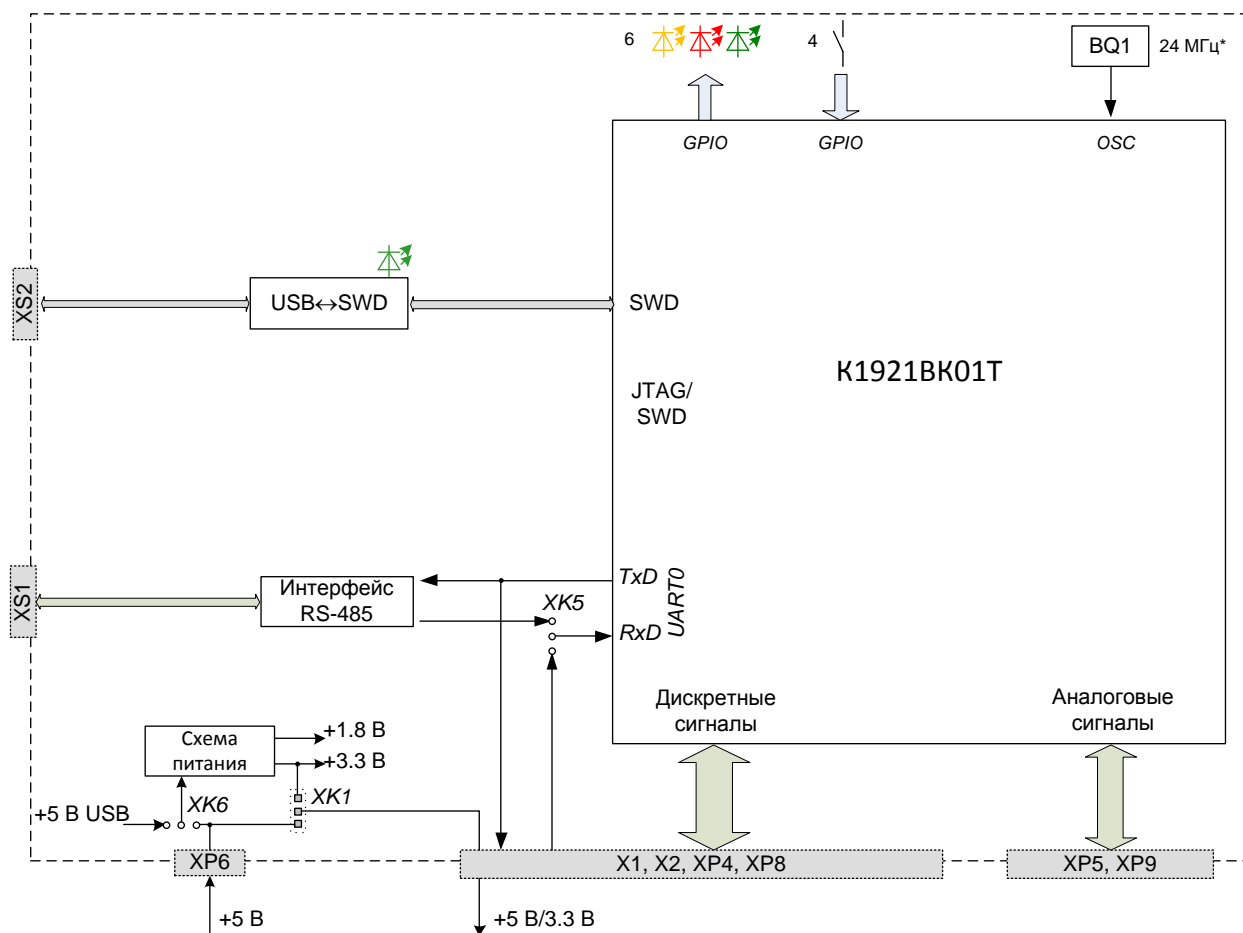 6
4
BQ1
24 МГц*
GPIO
GPIO
OSC
XS2
USB↔SWD
SWD
К1921ВК01Т
JTAG/
SWD
XS1
Интерфейс
RS-485
XK5
TxD
RxD
UART0
Дискретные
сигналы
Аналоговые
сигналы
Схема
питания
+1.8 В
+3.3 В
XK6
XK1
+5 В USB
XP6
X1, X2, XP4, XP8
XP5, XP9
+5 В
+5 В/3.3 В